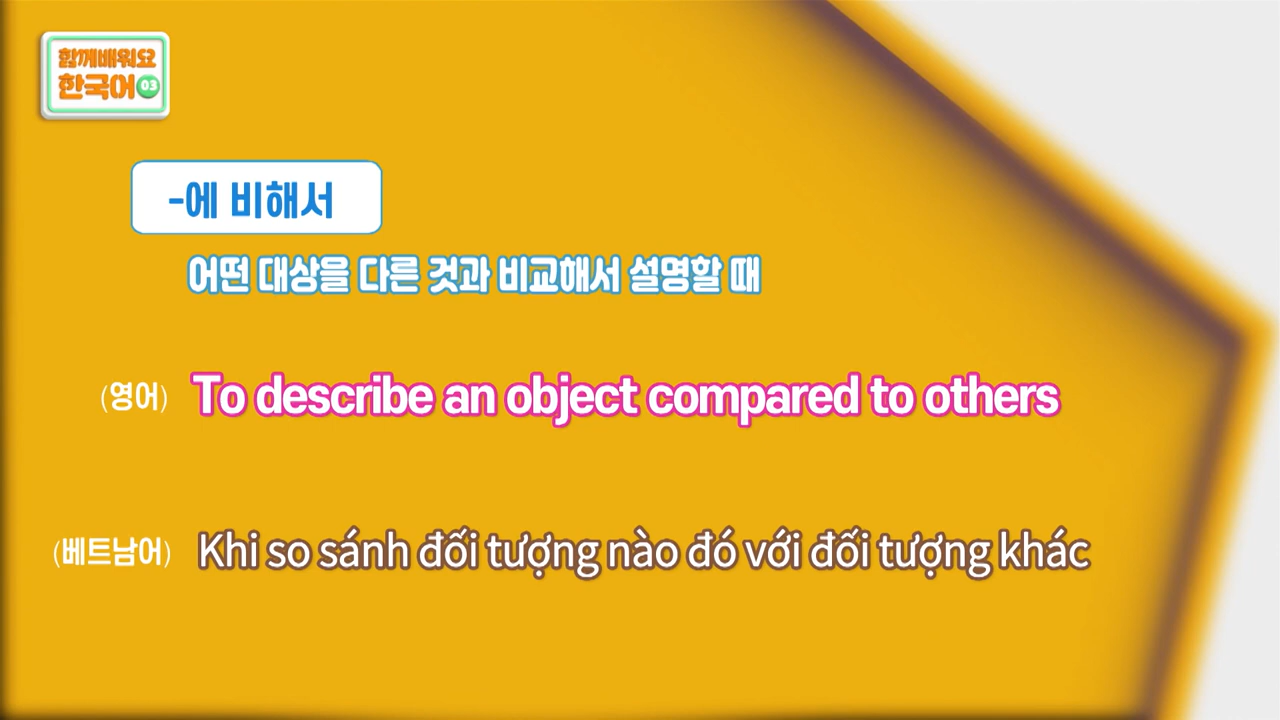 함께배워요
한국어 03
-에 비해서
어떤 대상을 다른 것과 비교해서 설명할 때
(영어) To describe an object compared to others
(베트남어) Khi so sánh đối tượng nào đó với đối tượng khác